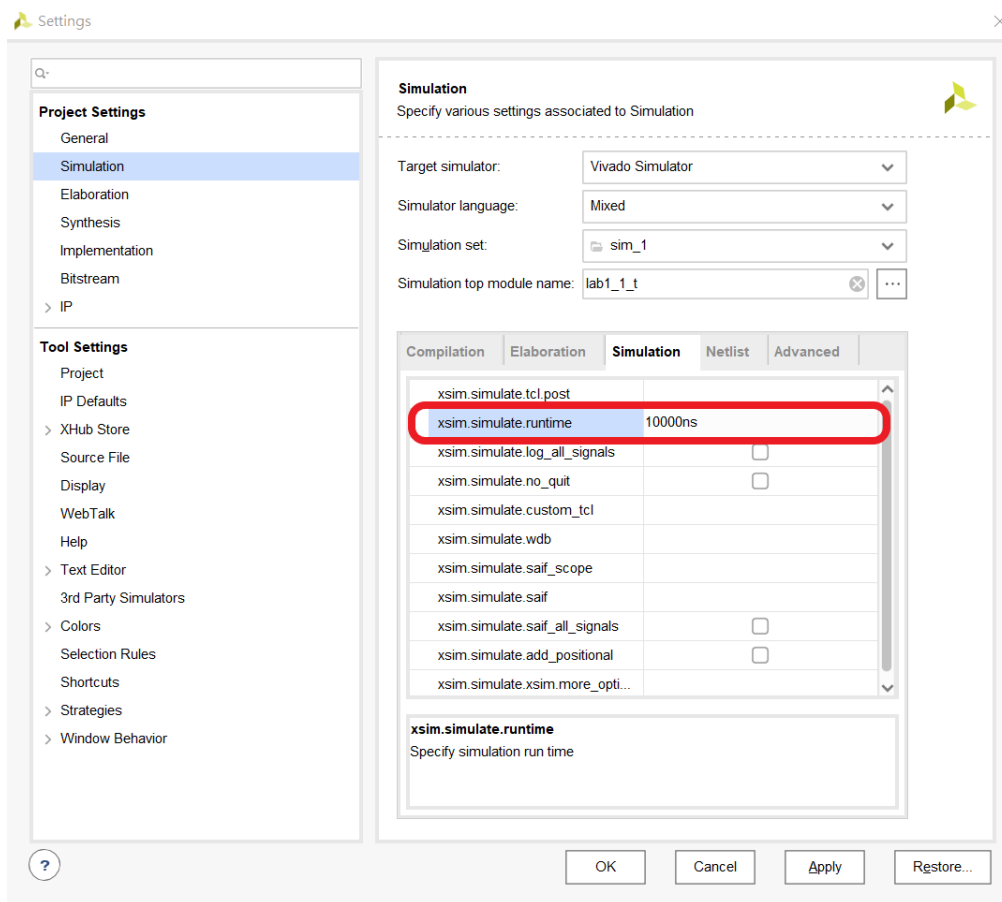 Settings
Project Settings
General
Simulation
Elaboration
Synthesis
Implementation
Bitstream
> IP
Tool Settings
Project
IP Defaults
> XHub Store
Source File
Display
WebTalk
Help
> Text Editor
3rd Party Simulators
> Colors
Selection Rules
Shortcuts
> Strategies
> Window Behavior
Simulation
Specify various settings associated to Simulation
Target simulator: Vivado Simulator
Simulator language: Mixed
Simulation set: sim_1
Simulation top module name: lab1_1_t ...
Compilation Elaboration Simulation Netlist Advanced
xsim.simulate.tcl.post
xsim.simulate.runtime 10000ns
xsim.simulate.log_all_signals
xsim.simulate.no_quit
xsim.simulate.custom_tcl
xsim.simulate.wdb
xsim.simulate.saif_scope
xsim.simulate.saif
xsim.simulate.saif_all_signals
xsim.simulate.add_positional
xsim.simulate.xsim.more_opti...
xsim.simulate.runtime
Specify simulation run time
? OK Cancel Apply Restore...